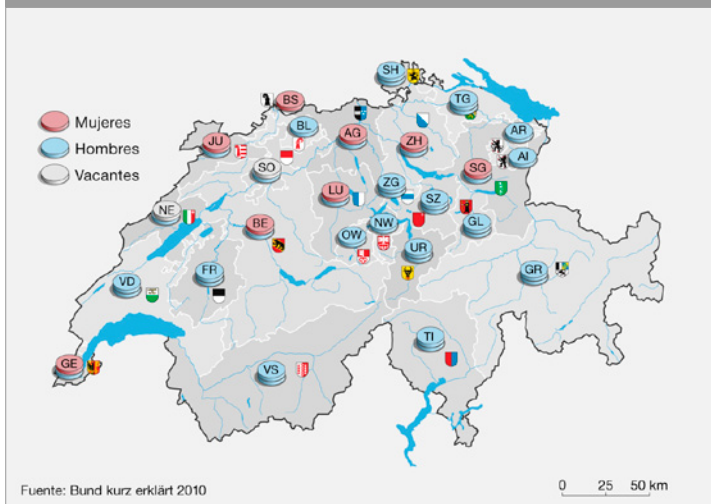 SH
BS
TG
Mujeres
BL
AG
ZH
AR
JU
Hombres
AI
SO
SG
Vacantes
LU
ZG
SZ
NE
BE
NW
GL
OW
UR
FR
GR
VD
TI
GE
VS
Fuente: Bund kurz erklärt 2010
0 25 50 km